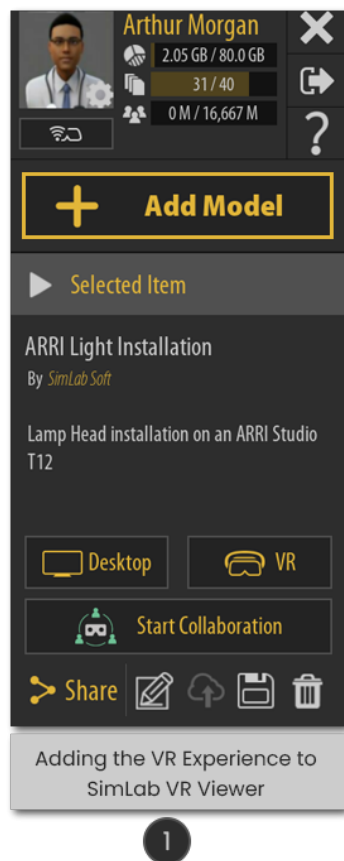 Arthur Morgan
2.05 GB / 80.0 GB
31 / 40
0 M / 16,667 M
?
Add Model
Selected Item
ARRI Light Installation
By SimLab Soft
Lamp Head installation on an ARRI Studio
T12
Desktop
VR
Start Collaboration
Share
Adding the VR Experience to
SimLab VR Viewer
1